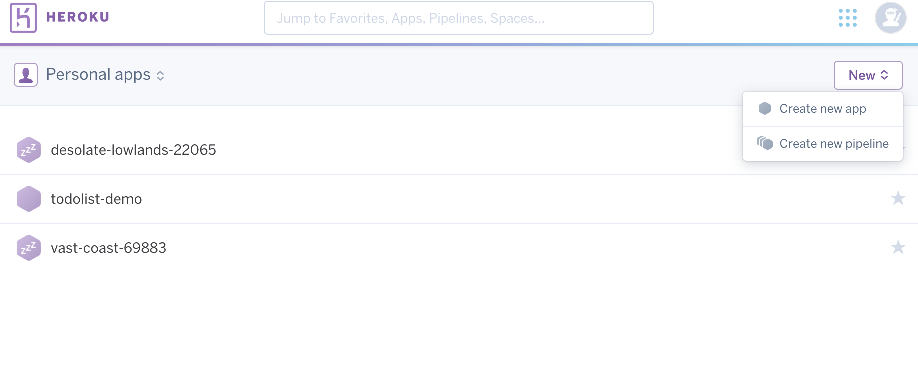 HEROKU
Jump to Favorites, Apps, Pipelines, Spaces...
Personal apps
New
Create new app
Create new pipeline
zzz desolate-lowlands-22065
todolist-demo
zzz vast-coast-69883